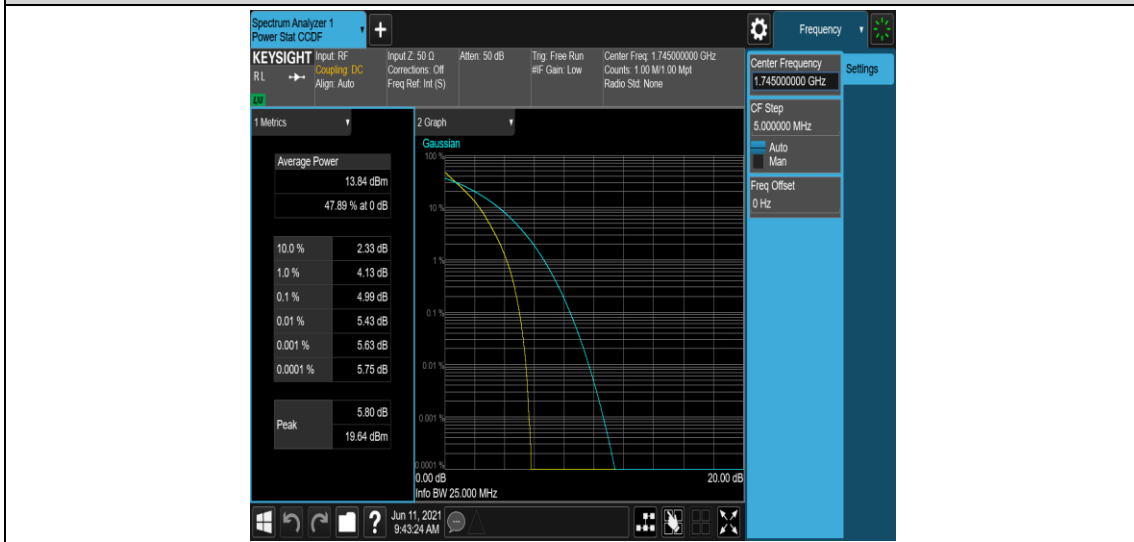 Spectrum Analyzer 1
Power Stat CCDF
+
Frequency
KEYSIGHT
RL
LXI
Input: RF
Coupling: DC
Align: Auto
Input Z: 50 Ω
Corrections: Off
Freq Ref: Int (S)
Atten: 50 dB
Trig: Free Run
#IF Gain: Low
Center Freq: 1.745000000 GHz
Counts: 1.00 M/1.00 Mpt
Radio Std: None
Center Frequency
1.745000000 GHz
Settings
CF Step
5.000000 MHz
Auto
Man
Freq Offset
0 Hz
1 Metrics
Average Power
13.84 dBm
47.89 % at 0 dB
10.0 % 2.33 dB
1.0 % 4.13 dB
0.1 % 4.99 dB
0.01 % 5.43 dB
0.001 % 5.63 dB
0.0001 % 5.75 dB
Peak
5.80 dB
19.64 dBm
2 Graph
Gaussian
100 %
10 %
1 %
0.1 %
0.01 %
0.001 %
0.0001 %
0.00 dB 20.00 dB
Info BW 25.000 MHz
?
Jun 11, 2021
9:43:24 AM